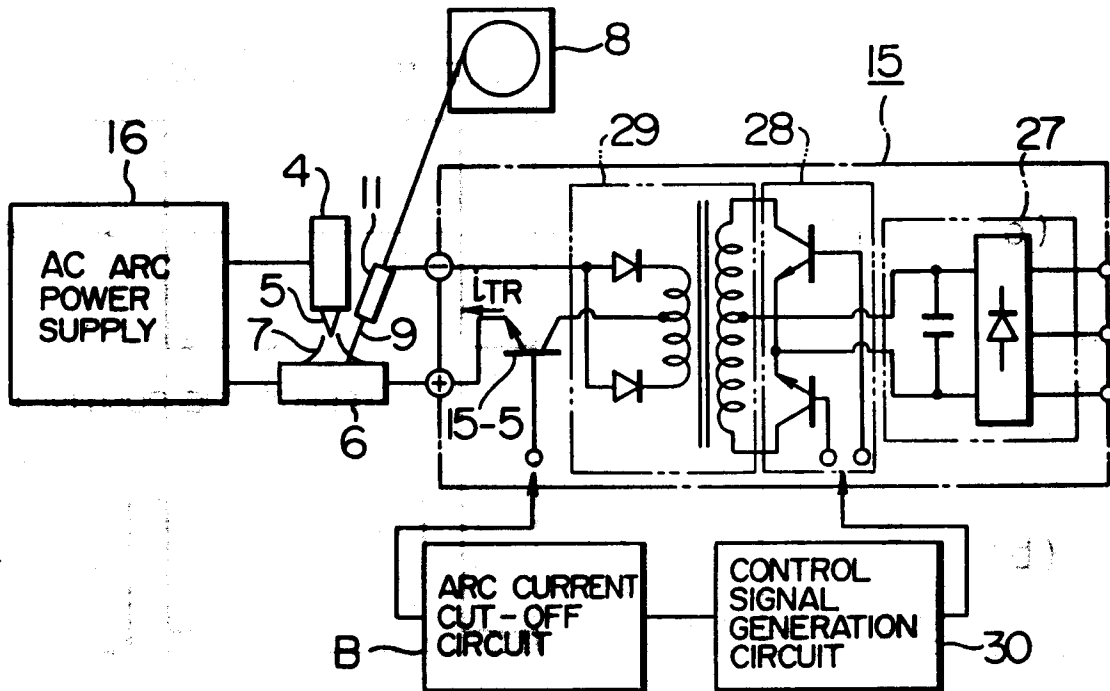 8
15
16
29
28
27
4
11
AC ARC
POWER
SUPPLY
5
7
9
iTR
−
+
15-5
6
ARC CURRENT
CUT-OFF
CIRCUIT
B
CONTROL
SIGNAL
GENERATION
CIRCUIT
30